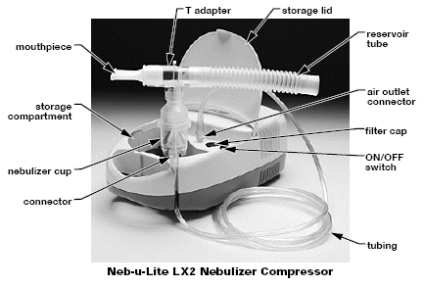 T adapter
storage lid
mouthpiece
reservoir
tube
storage
compartment
air outlet
connector
filter cap
nebulizer cup
ON/OFF
switch
connector
tubing
Neb-u-Lite LX2 Nebulizer Compressor